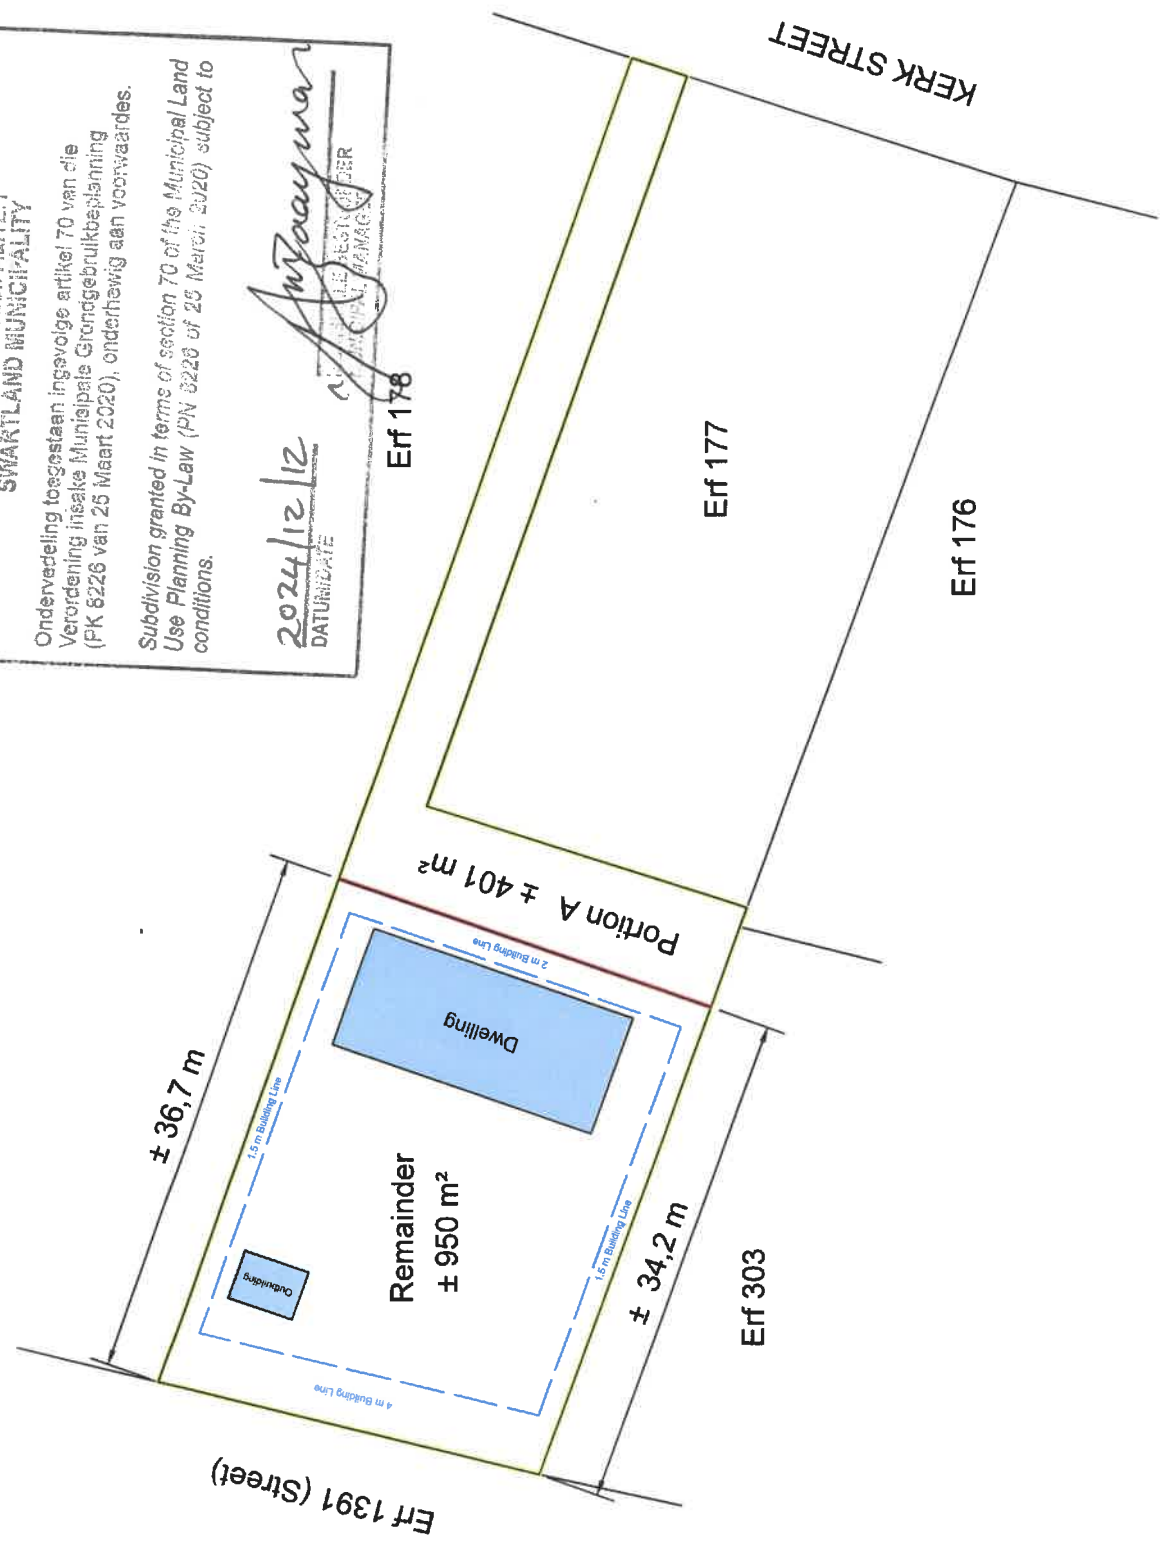 SWARTLAND MUNICIPALITY
Ondervedeling toegestaan ingevolge artikel 70 van die
Verordening insake Munisipale Grondgebruikbeplanning
(PK 8226 van 25 Maart 2020), onderhewig aan voorwaardes.
Subdivision granted in terms of section 70 of the Municipal Land
Use Planning By-Law (PN 8226 of 25 March 2020) subject to
conditions.
2024/12/12
DATUM/DATE
MUNICIPAL MANAGER
KERK STREET
Erf 178
Erf 177
Erf 176
Portion A ± 401 m²
± 36,7 m
1.5 m Building Line
2 m Building Line
Dwelling
Outbuilding
Remainder
± 950 m²
4 m Building Line
1.5 m Building Line
± 34,2 m
Erf 303
Erf 1391 (Street)